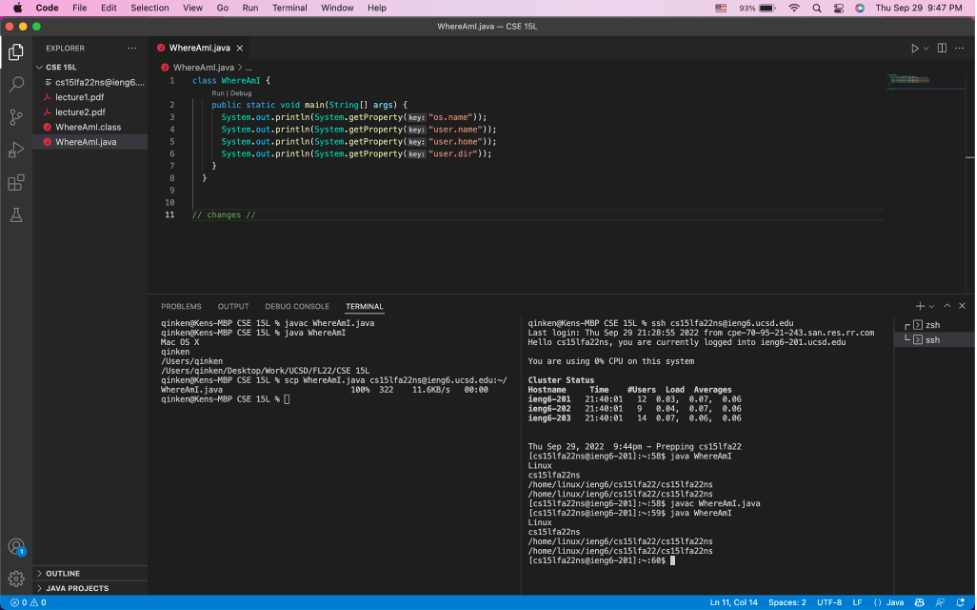 Code File Edit Selection View Go Run Terminal Window Help 93% Thu Sep 29 9:47 PM
WhereAmI.java — CSE 15L
EXPLORER ...
CSE 15L
cs15lfa22ns@ieng6....
lecture1.pdf
lecture2.pdf
WhereAmI.class
WhereAmI.java
WhereAmI.java ×
WhereAmI.java > ...
1 class WhereAmI {
Run | Debug
2 public static void main(String[] args) {
3 System.out.println(System.getProperty(key: "os.name"));
4 System.out.println(System.getProperty(key: "user.name"));
5 System.out.println(System.getProperty(key: "user.home"));
6 System.out.println(System.getProperty(key: "user.dir"));
7 }
8 }
9
10
11 // changes //
PROBLEMS OUTPUT DEBUG CONSOLE TERMINAL
qinken@Kens-MBP CSE 15L % javac WhereAmI.java
qinken@Kens-MBP CSE 15L % java WhereAmI
Mac OS X
qinken
/Users/qinken
/Users/qinken/Desktop/Work/UCSD/FL22/CSE 15L
qinken@Kens-MBP CSE 15L % scp WhereAmI.java cs15lfa22ns@ieng6.ucsd.edu:~/
WhereAmI.java 100% 322 11.6KB/s 00:00
qinken@Kens-MBP CSE 15L %
qinken@Kens-MBP CSE 15L % ssh cs15lfa22ns@ieng6.ucsd.edu
Last login: Thu Sep 29 21:28:55 2022 from cpe-70-95-21-243.san.res.rr.com
Hello cs15lfa22ns, you are currently logged into ieng6-201.ucsd.edu
You are using 0% CPU on this system
Cluster Status
Hostname Time #Users Load Averages
ieng6-201 21:40:01 12 0.03, 0.07, 0.06
ieng6-202 21:40:01 9 0.04, 0.07, 0.06
ieng6-203 21:40:01 14 0.07, 0.06, 0.06
Thu Sep 29, 2022 9:44pm - Prepping cs15lfa22
[cs15lfa22ns@ieng6-201]:~:58$ java WhereAmI
Linux
cs15lfa22ns
/home/linux/ieng6/cs15lfa22/cs15lfa22ns
/home/linux/ieng6/cs15lfa22/cs15lfa22ns
[cs15lfa22ns@ieng6-201]:~:58$ javac WhereAmI.java
[cs15lfa22ns@ieng6-201]:~:59$ java WhereAmI
Linux
cs15lfa22ns
/home/linux/ieng6/cs15lfa22/cs15lfa22ns
/home/linux/ieng6/cs15lfa22/cs15lfa22ns
[cs15lfa22ns@ieng6-201]:~:60$
zsh
ssh
1
OUTLINE
JAVA PROJECTS
0 0 Ln 11, Col 14 Spaces: 2 UTF-8 LF {} Java